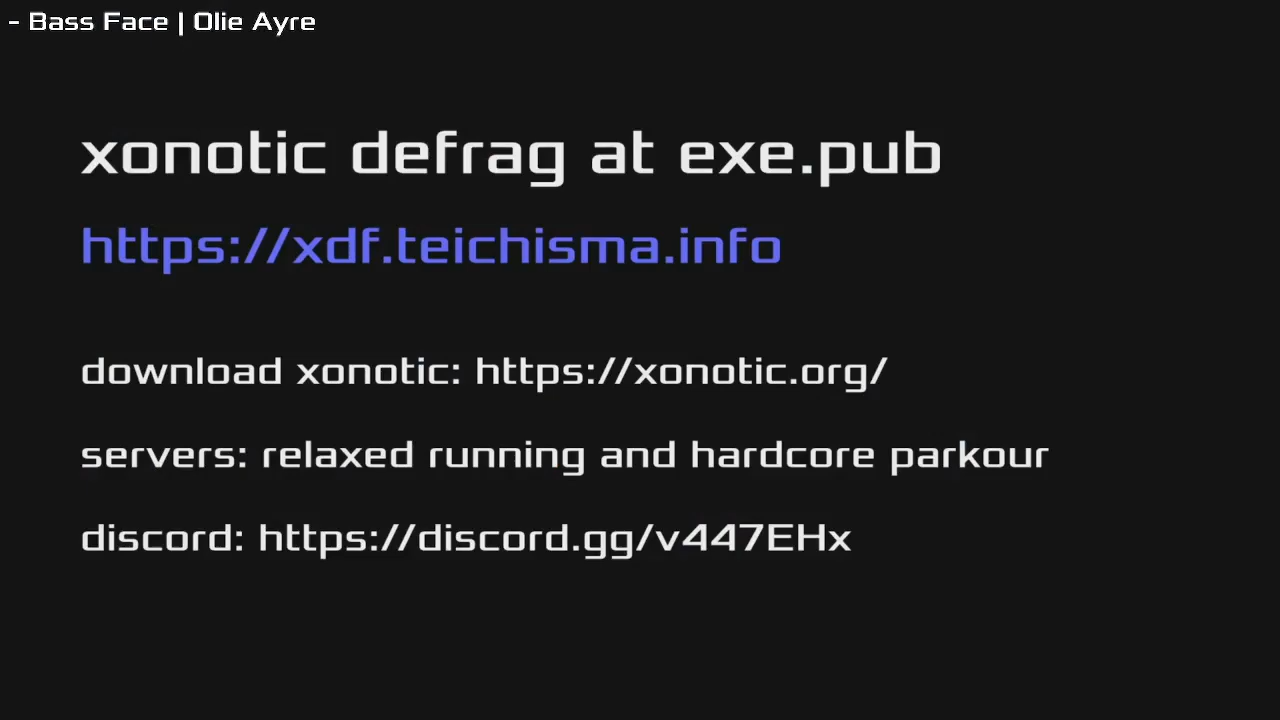 - Bass Face | Olie Ayre
xonotic defrag at exe.pub
https://xdf.teichisma.info
download xonotic: https://xonotic.org/
servers: relaxed running and hardcore parkour
discord: https://discord.gg/v447EHx